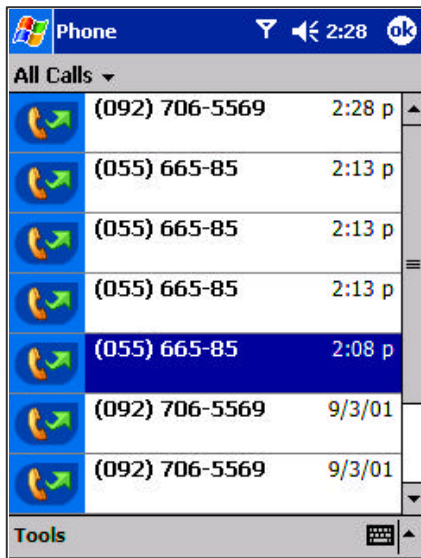 Phone 2:28 ok
All Calls
(092) 706-5569 2:28 p
(055) 665-85 2:13 p
(055) 665-85 2:13 p
(055) 665-85 2:13 p
(055) 665-85 2:08 p
(092) 706-5569 9/3/01
(092) 706-5569 9/3/01
Tools